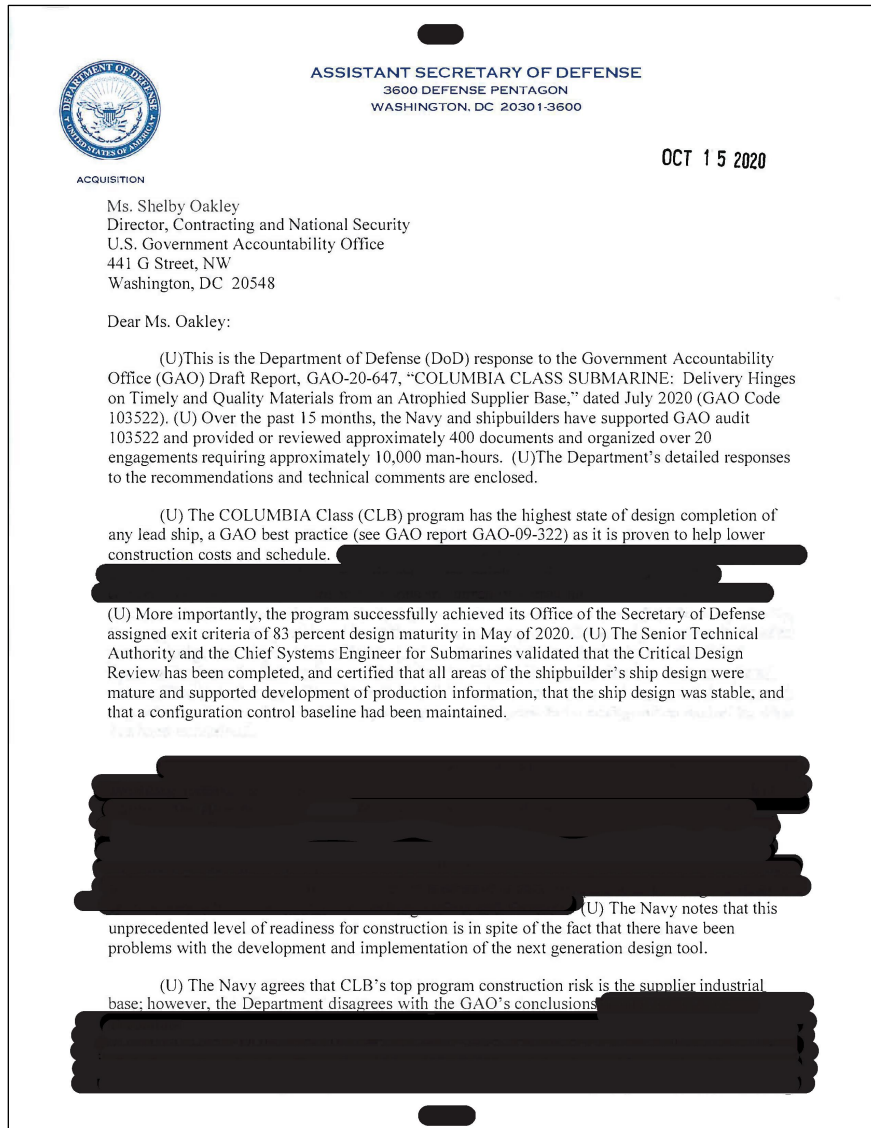 DEPARTMENT OF DEFENSE
UNITED STATES OF AMERICA
ASSISTANT SECRETARY OF DEFENSE
3600 DEFENSE PENTAGON
WASHINGTON, DC 20301-3600
OCT 15 2020
ACQUISITION
Ms. Shelby Oakley
Director, Contracting and National Security
U.S. Government Accountability Office
441 G Street, NW
Washington, DC 20548
Dear Ms. Oakley:
(U)This is the Department of Defense (DoD) response to the Government Accountability
Office (GAO) Draft Report, GAO-20-647, “COLUMBIA CLASS SUBMARINE: Delivery Hinges
on Timely and Quality Materials from an Atrophied Supplier Base,” dated July 2020 (GAO Code
103522). (U) Over the past 15 months, the Navy and shipbuilders have supported GAO audit
103522 and provided or reviewed approximately 400 documents and organized over 20
engagements requiring approximately 10,000 man-hours. (U)The Department’s detailed responses
to the recommendations and technical comments are enclosed.
(U) The COLUMBIA Class (CLB) program has the highest state of design completion of
any lead ship, a GAO best practice (see GAO report GAO-09-322) as it is proven to help lower
construction costs and schedule.
(U) More importantly, the program successfully achieved its Office of the Secretary of Defense
assigned exit criteria of 83 percent design maturity in May of 2020. (U) The Senior Technical
Authority and the Chief Systems Engineer for Submarines validated that the Critical Design
Review has been completed, and certified that all areas of the shipbuilder’s ship design were
mature and supported development of production information, that the ship design was stable, and
that a configuration control baseline had been maintained.
(U) The Navy notes that this
unprecedented level of readiness for construction is in spite of the fact that there have been
problems with the development and implementation of the next generation design tool.
(U) The Navy agrees that CLB’s top program construction risk is the supplier industrial
base; however, the Department disagrees with the GAO’s conclusions